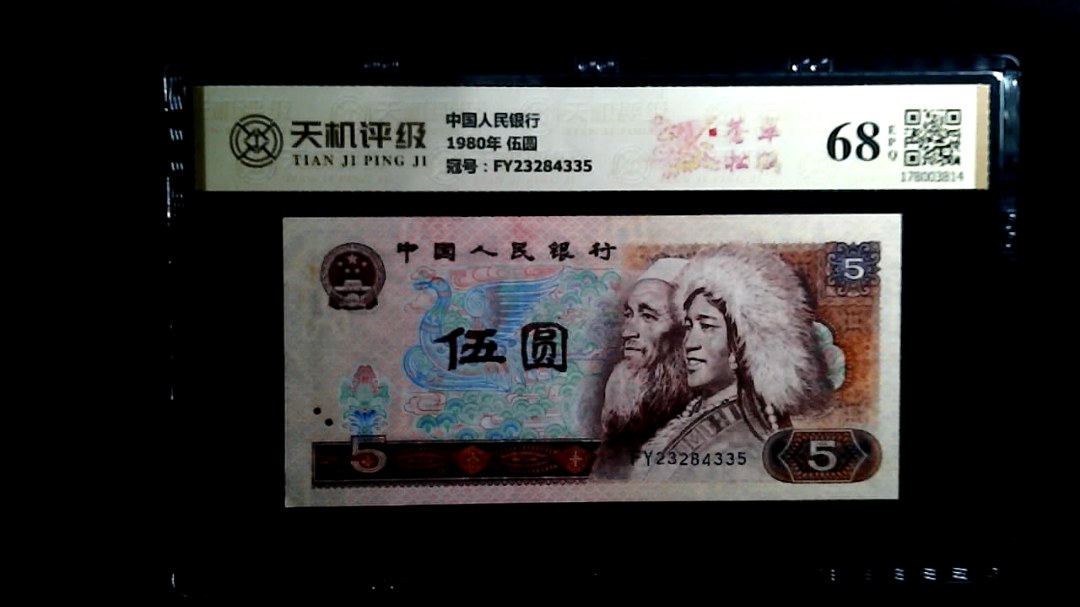 天机评级
TIAN JI PING JI
中国人民银行
1980年 伍圆
冠号：FY23284335
苍
松
68
EPQ
178003814
中国人民银行
5
伍圆
5
FY23284335
5